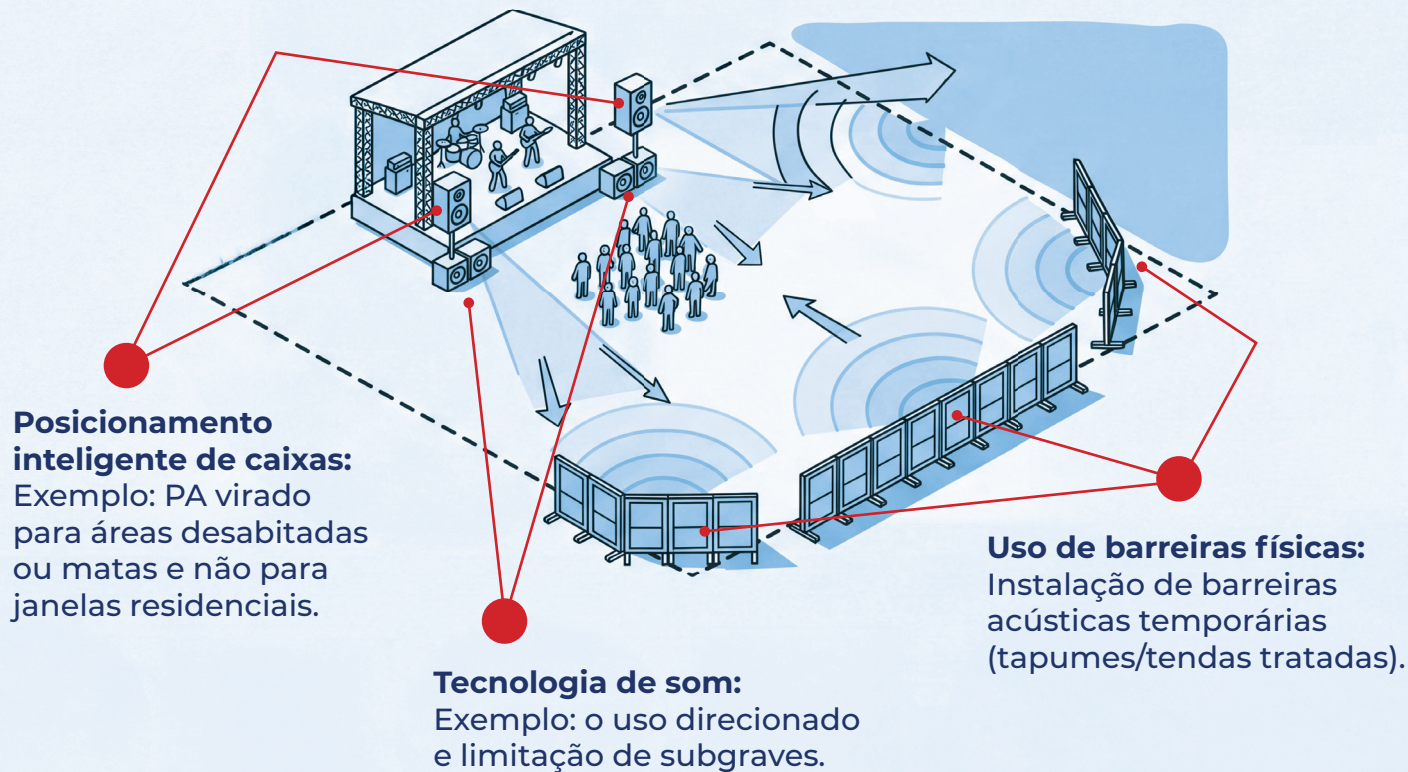 Posicionamento
inteligente de caixas:
Exemplo: PA virado
para áreas desabitadas
ou matas e não para
janelas residenciais.
Tecnologia de som:
Exemplo: o uso direcionado
e limitação de subgraves.
Uso de barreiras físicas:
Instalação de barreiras
acústicas temporárias
(tapumes/tendas tratadas).